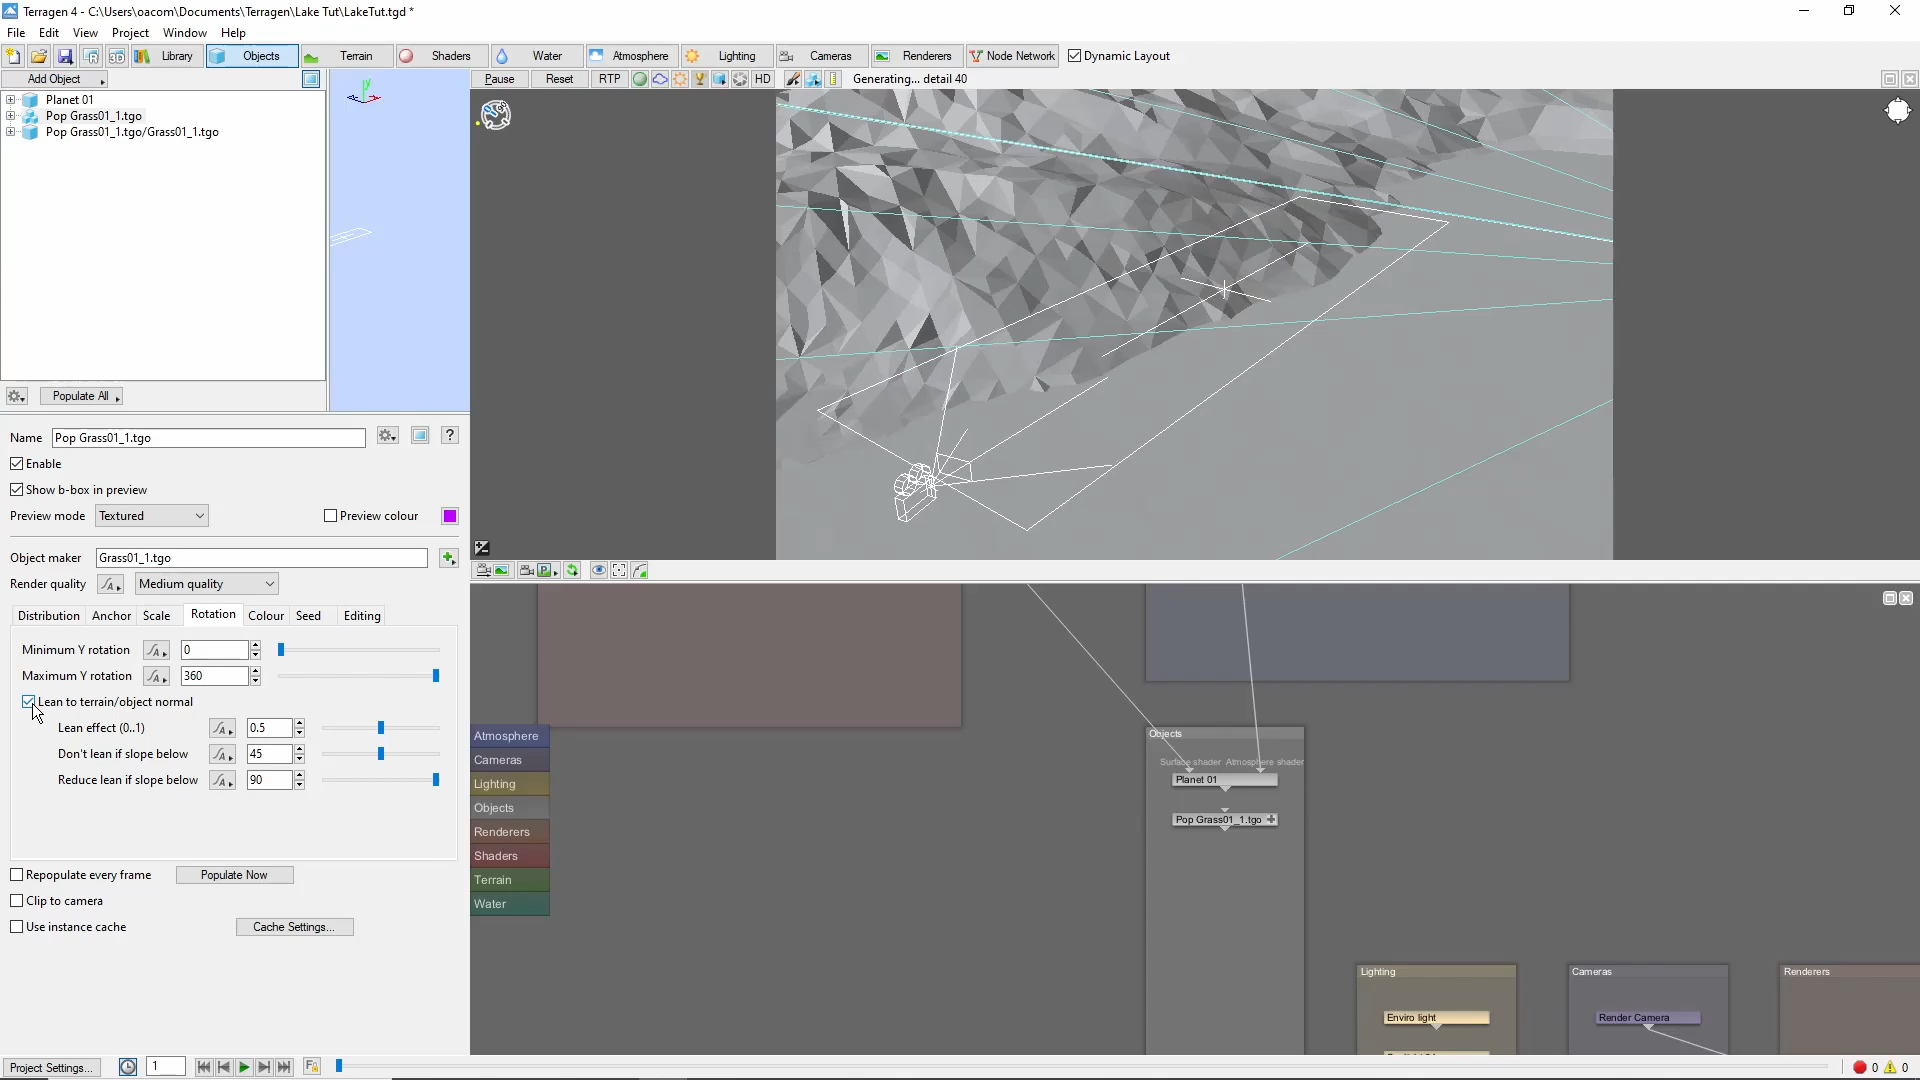 Terragen 4 - C:\Users\oacom\Documents\Terragen\Lake Tut\LakeTut.tgd *
File Edit View Project Window Help
Library Objects Terrain Shaders Water Atmosphere Lighting Cameras Renderers Node Network Dynamic Layout
Add Object
Pause Reset RTP HD Generating... detail 40
Planet 01
Pop Grass01_1.tgo
Pop Grass01_1.tgo/Grass01_1.tgo
Populate All
Name Pop Grass01_1.tgo ?
Enable
Show b-box in preview
Preview mode Textured Preview colour
Object maker Grass01_1.tgo
Render quality Medium quality
Distribution Anchor Scale Rotation Colour Seed Editing
Minimum Y rotation 0
Maximum Y rotation 360
Lean to terrain/object normal
Lean effect (0..1) 0.5
Don't lean if slope below 45
Reduce lean if slope below 90
Repopulate every frame Populate Now
Clip to camera
Use instance cache Cache Settings...
Atmosphere
Cameras
Lighting
Objects
Renderers
Shaders
Terrain
Water
Objects
Surface shader Atmosphere shader
Planet 01
Pop Grass01_1.tgo
Lighting
Enviro light
Cameras
Render Camera
Renderers
Project Settings... 1 0 0